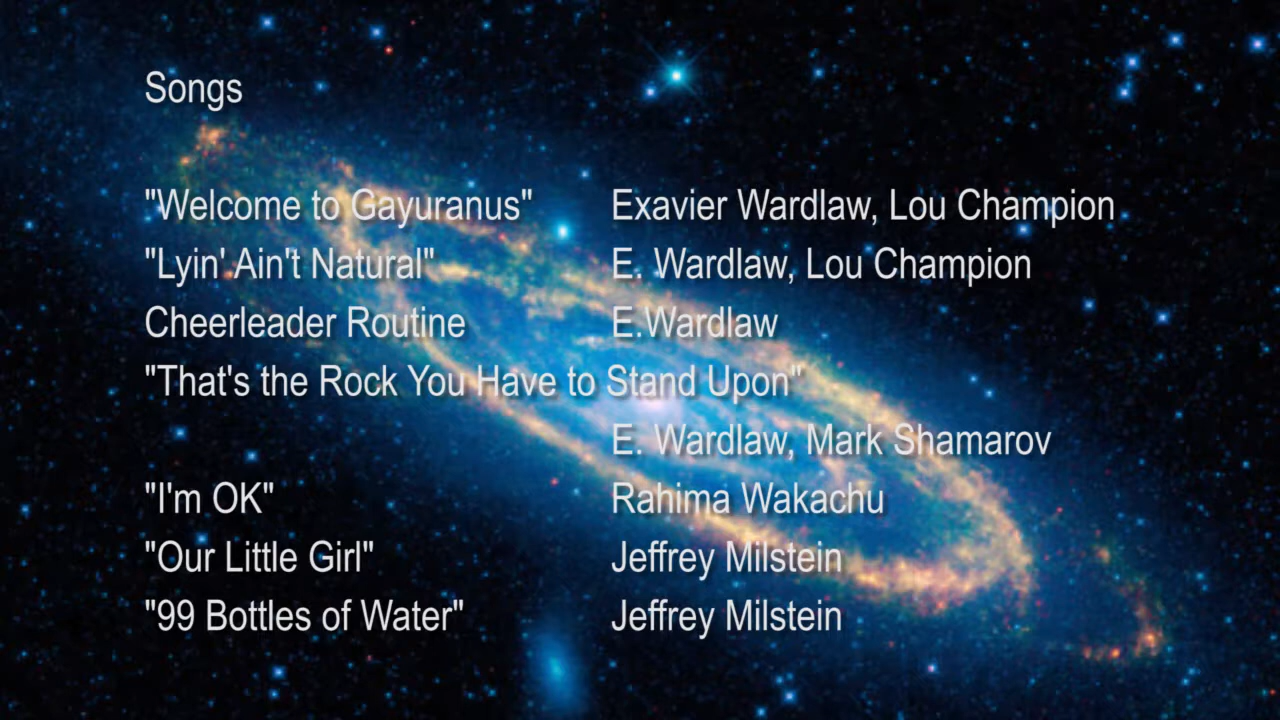 Songs
"Welcome to Gayuranus" Exavier Wardlaw, Lou Champion
"Lyin' Ain't Natural" E. Wardlaw, Lou Champion
Cheerleader Routine E.Wardlaw
"That's the Rock You Have to Stand Upon"
E. Wardlaw, Mark Shamarov
"I'm OK" Rahima Wakachu
"Our Little Girl" Jeffrey Milstein
"99 Bottles of Water" Jeffrey Milstein